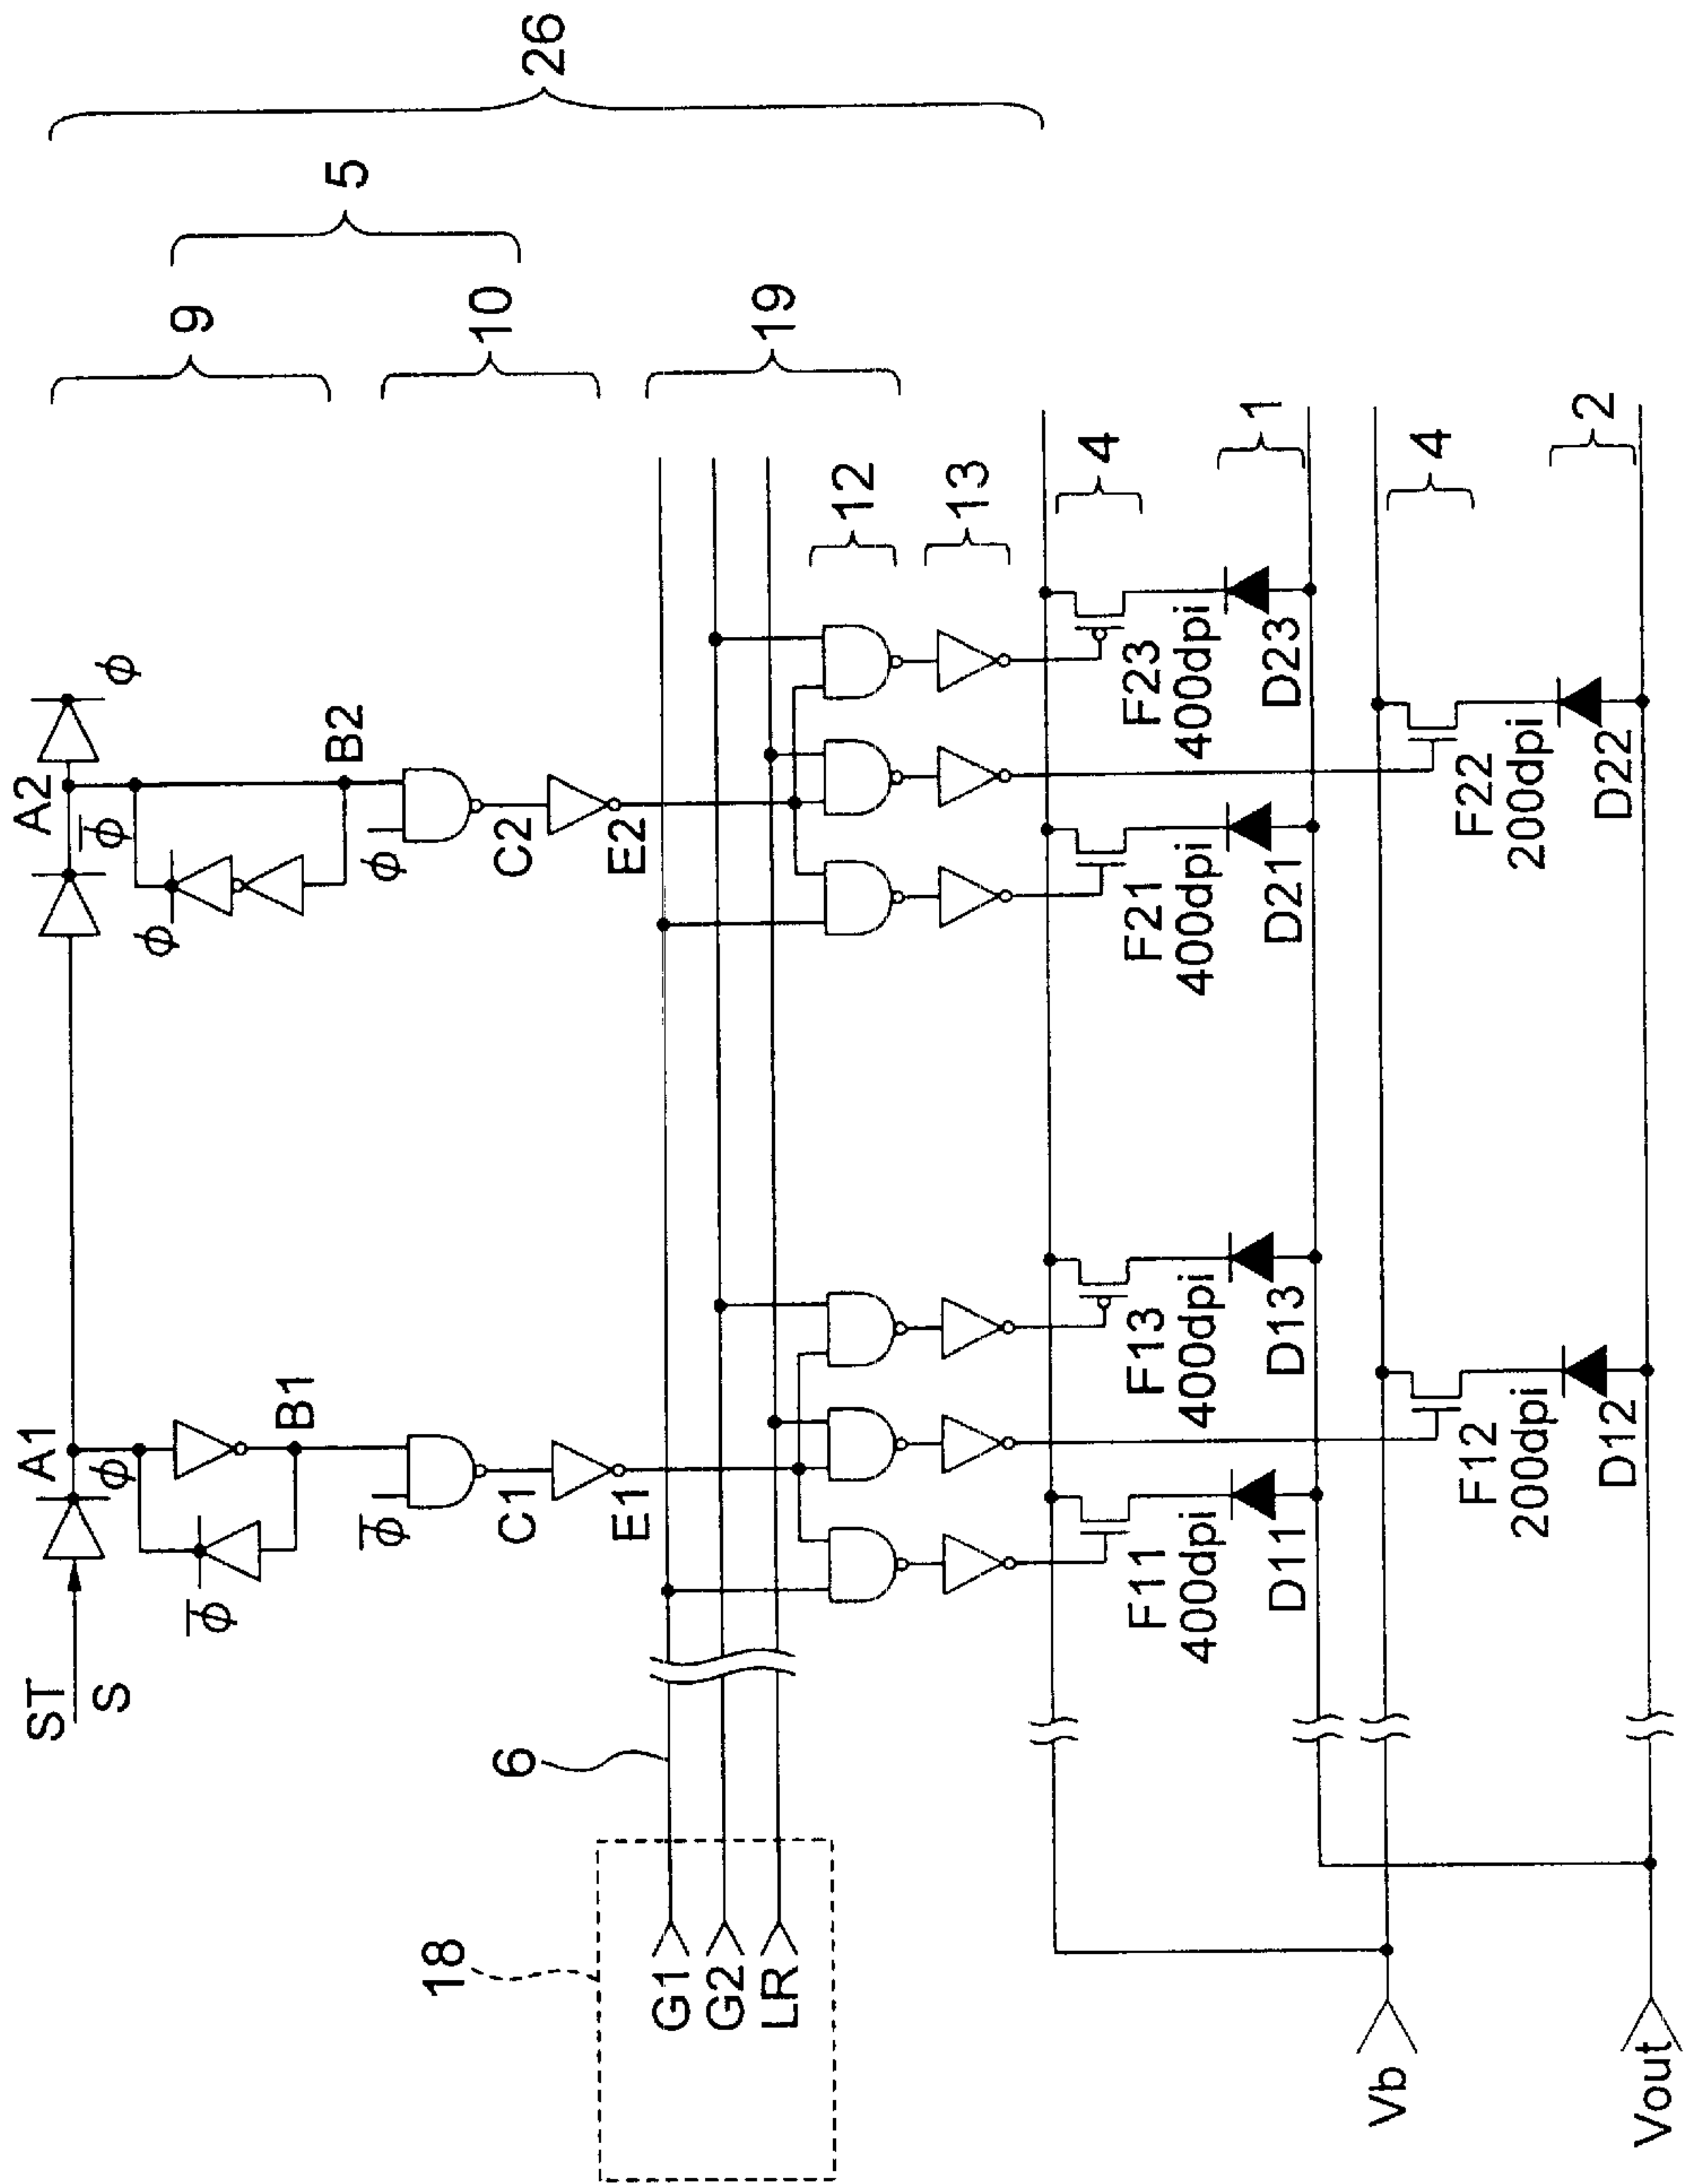 ST
S
A1
ϕ
ϕ̅
B1
ϕ̅
C1
E1
A2
ϕ̅
ϕ
ϕ
B2
ϕ
C2
E2
9
5
10
26
19
18
6
G1
G2
LR
12
13
4
1
4
2
F11
400dpi
D11
F13
400dpi
D13
F12
200dpi
D12
F21
400dpi
D21
F23
400dpi
D23
F22
200dpi
D22
Vb
Vout